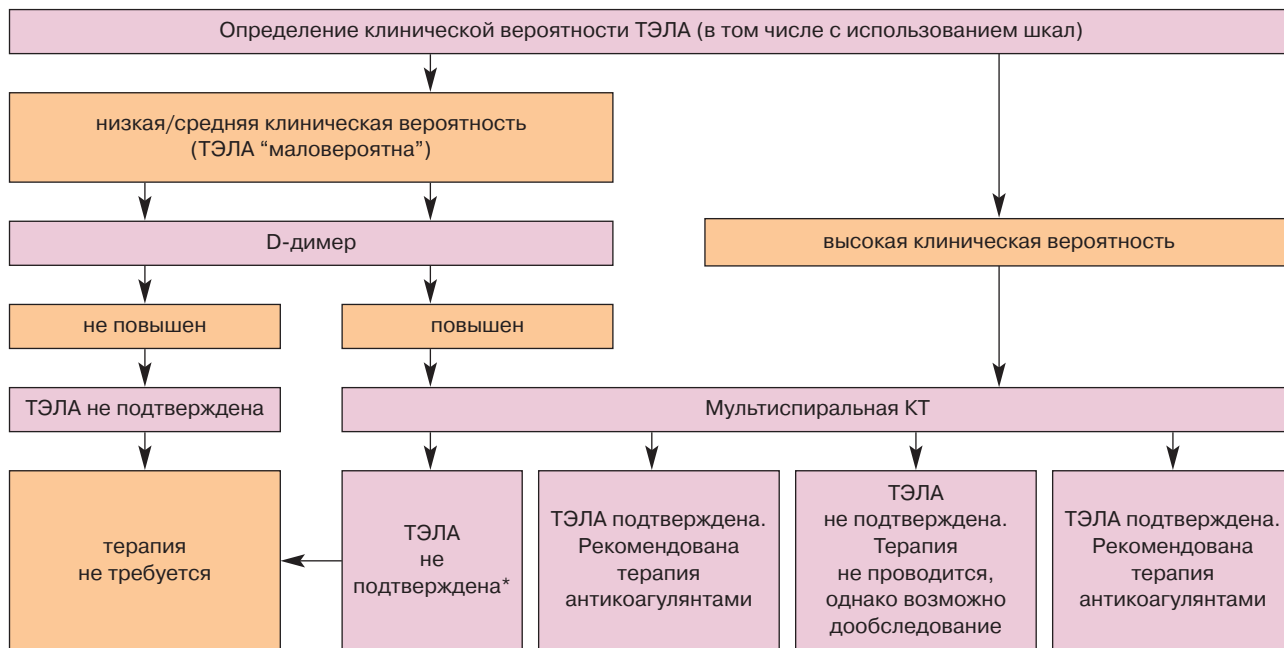 Определение клинической вероятности ТЭЛА (в том числе с использованием шкал)
низкая/средняя клиническая вероятность
(ТЭЛА “маловероятна”)
D-димер
высокая клиническая вероятность
не повышен
повышен
ТЭЛА не подтверждена
Мультиспиральная КТ
терапия
не требуется
ТЭЛА
не
подтверждена*
ТЭЛА подтверждена.
Рекомендована
терапия
антикоагулянтами
ТЭЛА
не подтверждена.
Терапия
не проводится,
однако возможно
дообследование
ТЭЛА подтверждена.
Рекомендована
терапия
антикоагулянтами